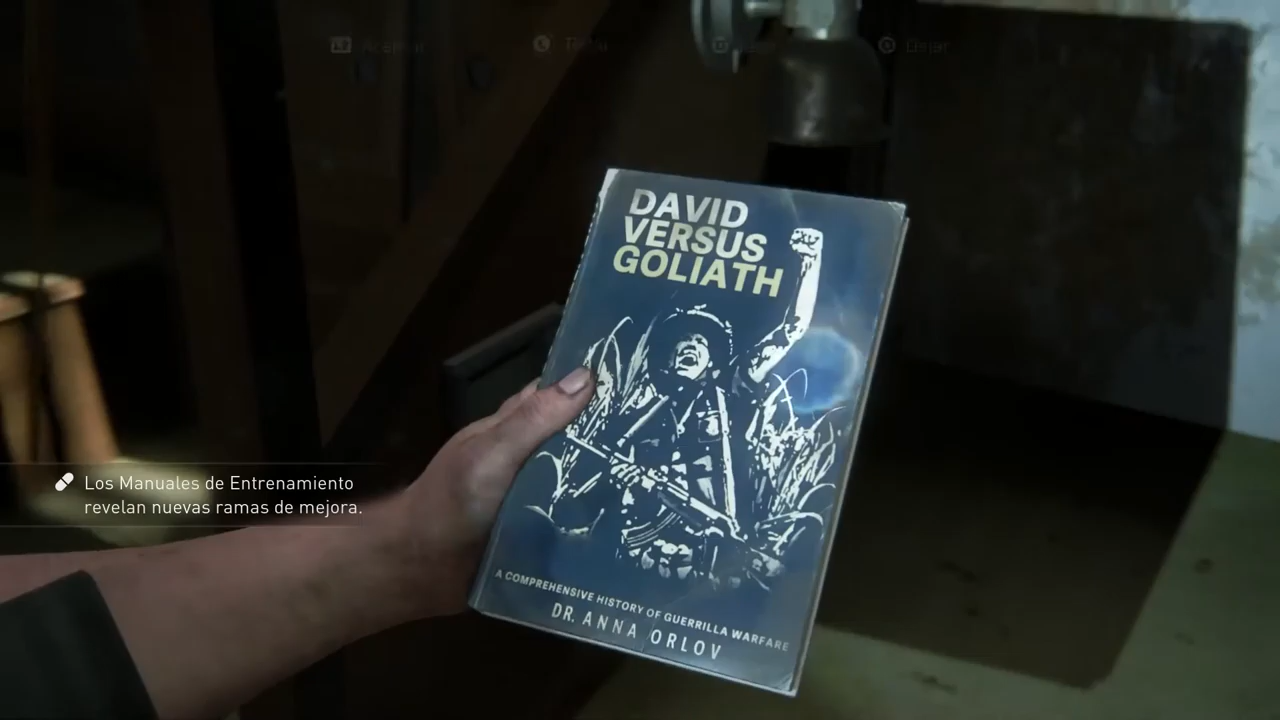 DAVID
VERSUS
GOLIATH
Los Manuales de Entrenamiento
revelan nuevas ramas de mejora.
A COMPREHENSIVE HISTORY OF GUERRILLA WARFARE
DR. ANNA ORLOV